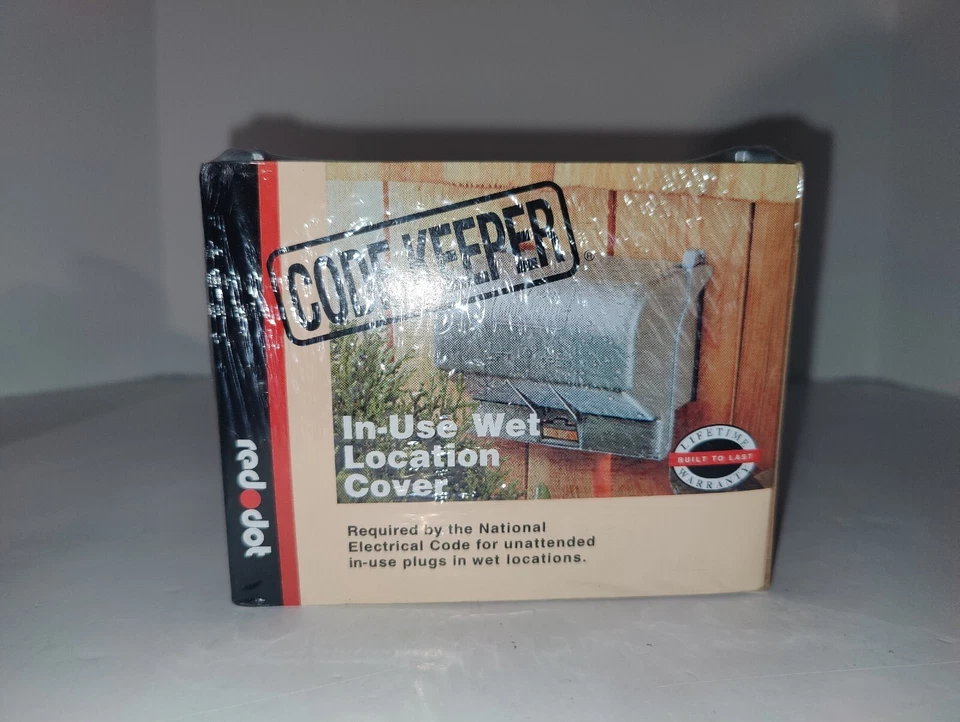 CODE KEEPER®
In-Use Wet
Location
Cover
LIFETIME
BUILT TO LAST
WARRANTY
red dot
Required by the National
Electrical Code for unattended
in-use plugs in wet locations.